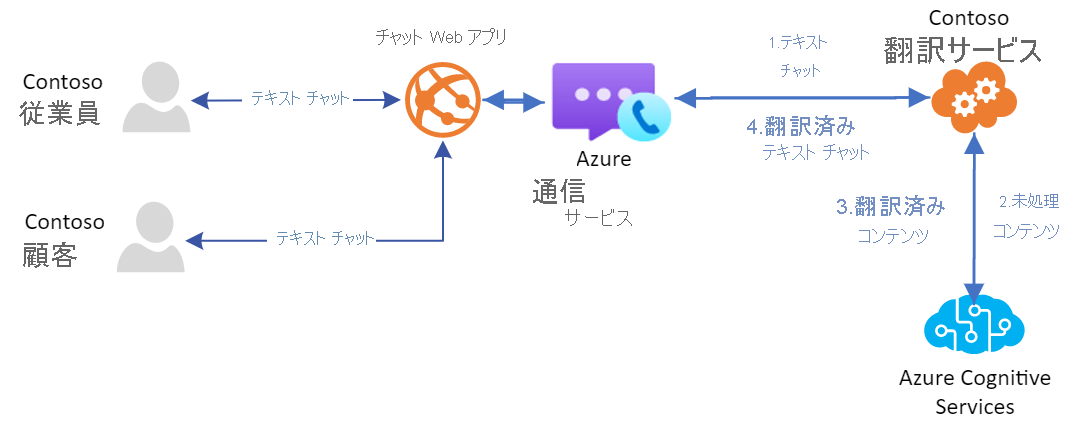 チャット Web アプリ
Contoso
従業員
テキスト チャット
Contoso
顧客
テキスト チャット
Azure
通信
サービス
1.テキスト
チャット
4.翻訳済み
テキスト チャット
Contoso
翻訳サービス
3.翻訳済み
コンテンツ
2.未処理
コンテンツ
Azure Cognitive
Services